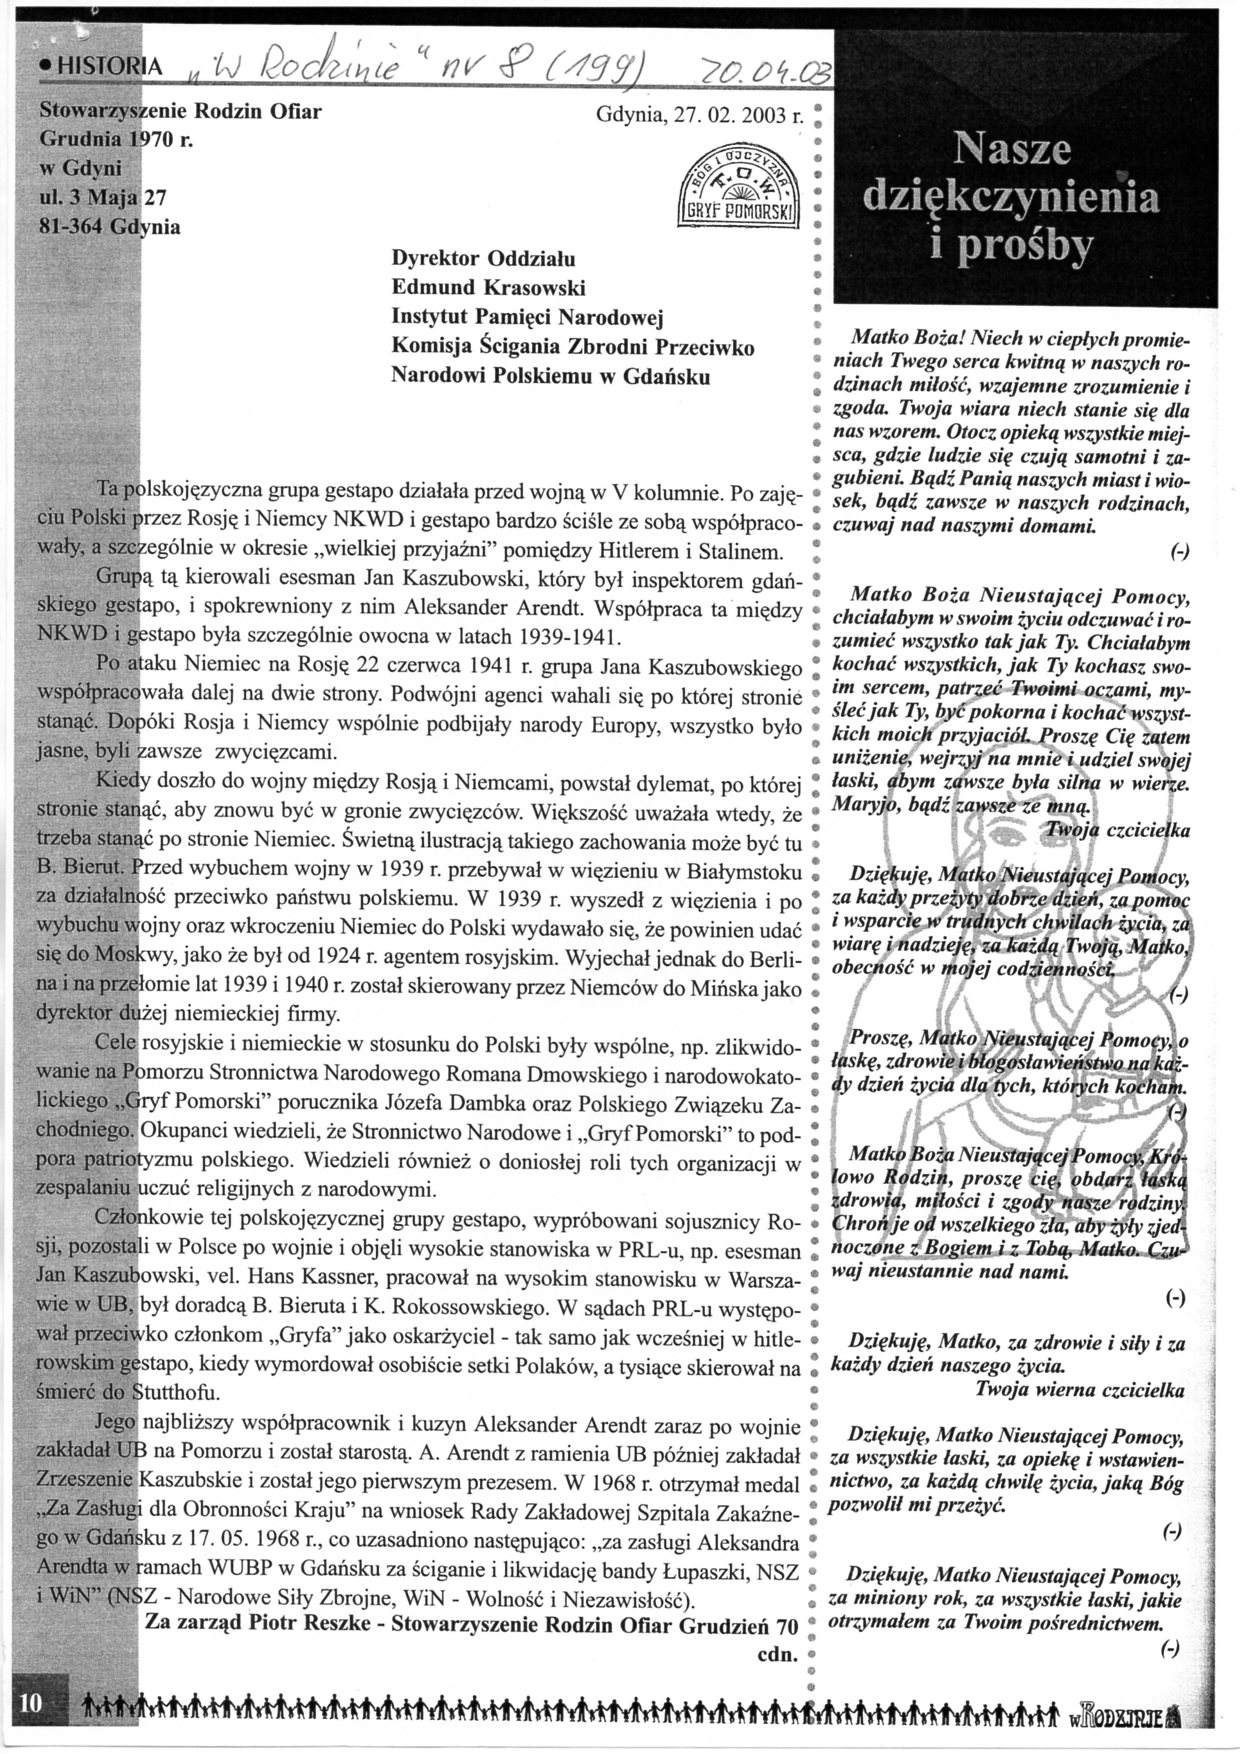 • HISTORIA „W Rodzinie“ nr 8 (199) 20.04.03
Stowarzyszenie Rodzin Ofiar
Grudnia 1970 r.
w Gdyni
ul. 3 Maja 27
81-364 Gdynia
Gdynia, 27. 02. 2003 r.
BÓG I OJCZYZNA
T.O.W.
GRYF POMORSKI
Dyrektor Oddziału
Edmund Krasowski
Instytut Pamięci Narodowej
Komisja Ścigania Zbrodni Przeciwko
Narodowi Polskiemu w Gdańsku
Ta polskojęzyczna grupa gestapo działała przed wojną w V kolumnie. Po zaję-
ciu Polski przez Rosję i Niemcy NKWD i gestapo bardzo ściśle ze sobą współpraco-
wały, a szczególnie w okresie „wielkiej przyjaźni” pomiędzy Hitlerem i Stalinem.
Grupą tą kierowali esesman Jan Kaszubowski, który był inspektorem gdań-
skiego gestapo, i spokrewniony z nim Aleksander Arendt. Współpraca ta między
NKWD i gestapo była szczególnie owocna w latach 1939-1941.
Po ataku Niemiec na Rosję 22 czerwca 1941 r. grupa Jana Kaszubowskiego
współpracowała dalej na dwie strony. Podwójni agenci wahali się po której stronie
stanąć. Dopóki Rosja i Niemcy wspólnie podbijały narody Europy, wszystko było
jasne, byli zawsze zwycięzcami.
Kiedy doszło do wojny między Rosją i Niemcami, powstał dylemat, po której
stronie stanąć, aby znowu być w gronie zwycięzców. Większość uważała wtedy, że
trzeba stanąć po stronie Niemiec. Świetną ilustracją takiego zachowania może być tu
B. Bierut. Przed wybuchem wojny w 1939 r. przebywał w więzieniu w Białymstoku
za działalność przeciwko państwu polskiemu. W 1939 r. wyszedł z więzienia i po
wybuchu wojny oraz wkroczeniu Niemiec do Polski wydawało się, że powinien udać
się do Moskwy, jako że był od 1924 r. agentem rosyjskim. Wyjechał jednak do Berli-
na i na przełomie lat 1939 i 1940 r. został skierowany przez Niemców do Mińska jako
dyrektor dużej niemieckiej firmy.
Cele rosyjskie i niemieckie w stosunku do Polski były wspólne, np. zlikwido-
wanie na Pomorzu Stronnictwa Narodowego Romana Dmowskiego i narodowokato-
lickiego „Gryf Pomorski” porucznika Józefa Dambka oraz Polskiego Związeku Za-
chodniego. Okupanci wiedzieli, że Stronnictwo Narodowe i „Gryf Pomorski” to pod-
pora patriotyzmu polskiego. Wiedzieli również o doniosłej roli tych organizacji w
zespalaniu uczuć religijnych z narodowymi.
Członkowie tej polskojęzycznej grupy gestapo, wypróbowani sojusznicy Ro-
sji, pozostali w Polsce po wojnie i objęli wysokie stanowiska w PRL-u, np. esesman
Jan Kaszubowski, vel. Hans Kassner, pracował na wysokim stanowisku w Warsza-
wie w UB, był doradcą B. Bieruta i K. Rokossowskiego. W sądach PRL-u występo-
wał przeciwko członkom „Gryfa” jako oskarżyciel - tak samo jak wcześniej w hitle-
rowskim gestapo, kiedy wymordował osobiście setki Polaków, a tysiące skierował na
śmierć do Stutthofu.
Jego najbliższy współpracownik i kuzyn Aleksander Arendt zaraz po wojnie
zakładał UB na Pomorzu i został starostą. A. Arendt z ramienia UB później zakładał
Zrzeszenie Kaszubskie i został jego pierwszym prezesem. W 1968 r. otrzymał medal
„Za Zasługi dla Obronności Kraju” na wniosek Rady Zakładowej Szpitala Zakaźne-
go w Gdańsku z 17. 05. 1968 r., co uzasadniono następująco: „za zasługi Aleksandra
Arendta w ramach WUBP w Gdańsku za ściganie i likwidację bandy Łupaszki, NSZ
i WiN” (NSZ - Narodowe Siły Zbrojne, WiN - Wolność i Niezawisłość).
Za zarząd Piotr Reszke - Stowarzyszenie Rodzin Ofiar Grudzień 70
cdn.
Nasze
dziękczynienia
i prośby
Matko Boża! Niech w ciepłych promie-
niach Twego serca kwitną w naszych ro-
dzinach miłość, wzajemne zrozumienie i
zgoda. Twoja wiara niech stanie się dla
nas wzorem. Otocz opieką wszystkie miej-
sca, gdzie ludzie się czują samotni i za-
gubieni. Bądź Panią naszych miast i wio-
sek, bądź zawsze w naszych rodzinach,
czuwaj nad naszymi domami.
(-)
Matko Boża Nieustającej Pomocy,
chciałabym w swoim życiu odczuwać i ro-
zumieć wszystko tak jak Ty. Chciałabym
kochać wszystkich, jak Ty kochasz swo-
im sercem, patrzeć Twoimi oczami, my-
śleć jak Ty, być pokorna i kochać wszyst-
kich moich przyjaciół. Proszę Cię zatem
uniżenie, wejrzyj na mnie i udziel swojej
łaski, abym zawsze była silna w wierze.
Maryjo, bądź zawsze ze mną.
Twoja czcicielka
Dziękuję, Matko Nieustającej Pomocy,
za każdy przeżyty dobrze dzień, za pomoc
i wsparcie w trudnych chwilach życia, za
wiarę i nadzieję, za każdą Twoją, Matko,
obecność w mojej codzienności.
(-)
Proszę, Matko Nieustającej Pomocy, o
łaskę, zdrowie i błogosławieństwo na każ-
dy dzień życia dla tych, których kocham.
(-)
Matko Boża Nieustającej Pomocy, Kró-
lowo Rodzin, proszę cię, obdarz łaską
zdrowia, miłości i zgody nasze rodziny.
Chroń je od wszelkiego zła, aby żyły zjed-
noczone z Bogiem i z Tobą, Matko. Czu-
waj nieustannie nad nami.
(-)
Dziękuję, Matko, za zdrowie i siły i za
każdy dzień naszego życia.
Twoja wierna czcicielka
Dziękuję, Matko Nieustającej Pomocy,
za wszystkie łaski, za opiekę i wstawien-
nictwo, za każdą chwilę życia, jaką Bóg
pozwolił mi przeżyć.
(-)
Dziękuję, Matko Nieustającej Pomocy,
za miniony rok, za wszystkie łaski, jakie
otrzymałem za Twoim pośrednictwem.
(-)
10
w RODZINIE